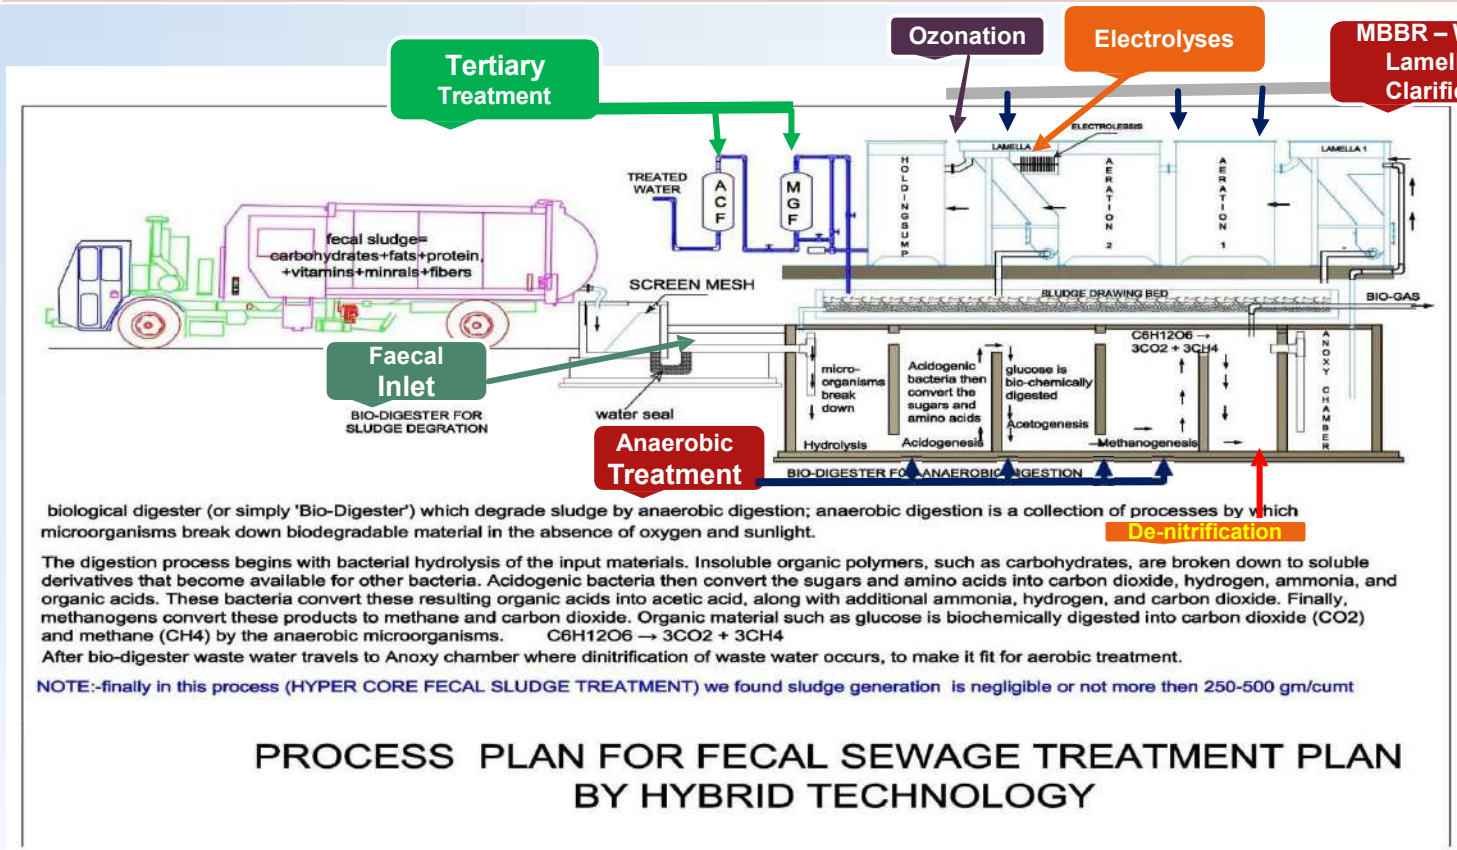 Ozonation
Electrolyses
MBBR –
Lamel
Clarifie
Tertiary
Treatment
ELECTROLESSIS
LAMELLA
LAMELLA 1
HOLDINGSUMP
AERATION 2
AERATION 1
TREATED
WATER
ACF
MGF
fecal sludge=
carbohydrates+fats+protein,
+vitamins+minrals+fibers
SCREEN MESH
SLUDGE DRAWING BED
BIO-GAS
Faecal
Inlet
water seal
BIO-DIGESTER FOR
SLUDGE DEGRATION
micro-
organisms
break
down
Hydrolysis
Acidogenic
bacteria then
convert the
sugars and
amino acids
Acidogenesis
glucose is
bio-chemically
digested
Acetogenesis
C6H12O6 →
3CO2 + 3CH4
Methanogenesis
ANOXY CHAMBER
Anaerobic
Treatment
BIO-DIGESTER FOR ANAEROBIC DIGESTION
De-nitrification
biological digester (or simply 'Bio-Digester') which degrade sludge by anaerobic digestion; anaerobic digestion is a collection of processes by which
microorganisms break down biodegradable material in the absence of oxygen and sunlight.
The digestion process begins with bacterial hydrolysis of the input materials. Insoluble organic polymers, such as carbohydrates, are broken down to soluble
derivatives that become available for other bacteria. Acidogenic bacteria then convert the sugars and amino acids into carbon dioxide, hydrogen, ammonia, and
organic acids. These bacteria convert these resulting organic acids into acetic acid, along with additional ammonia, hydrogen, and carbon dioxide. Finally,
methanogens convert these products to methane and carbon dioxide. Organic material such as glucose is biochemically digested into carbon dioxide (CO2)
and methane (CH4) by the anaerobic microorganisms. C6H12O6 → 3CO2 + 3CH4
After bio-digester waste water travels to Anoxy chamber where dinitrification of waste water occurs, to make it fit for aerobic treatment.
NOTE:-finally in this process (HYPER CORE FECAL SLUDGE TREATMENT) we found sludge generation is negligible or not more then 250-500 gm/cumt
PROCESS PLAN FOR FECAL SEWAGE TREATMENT PLAN
BY HYBRID TECHNOLOGY